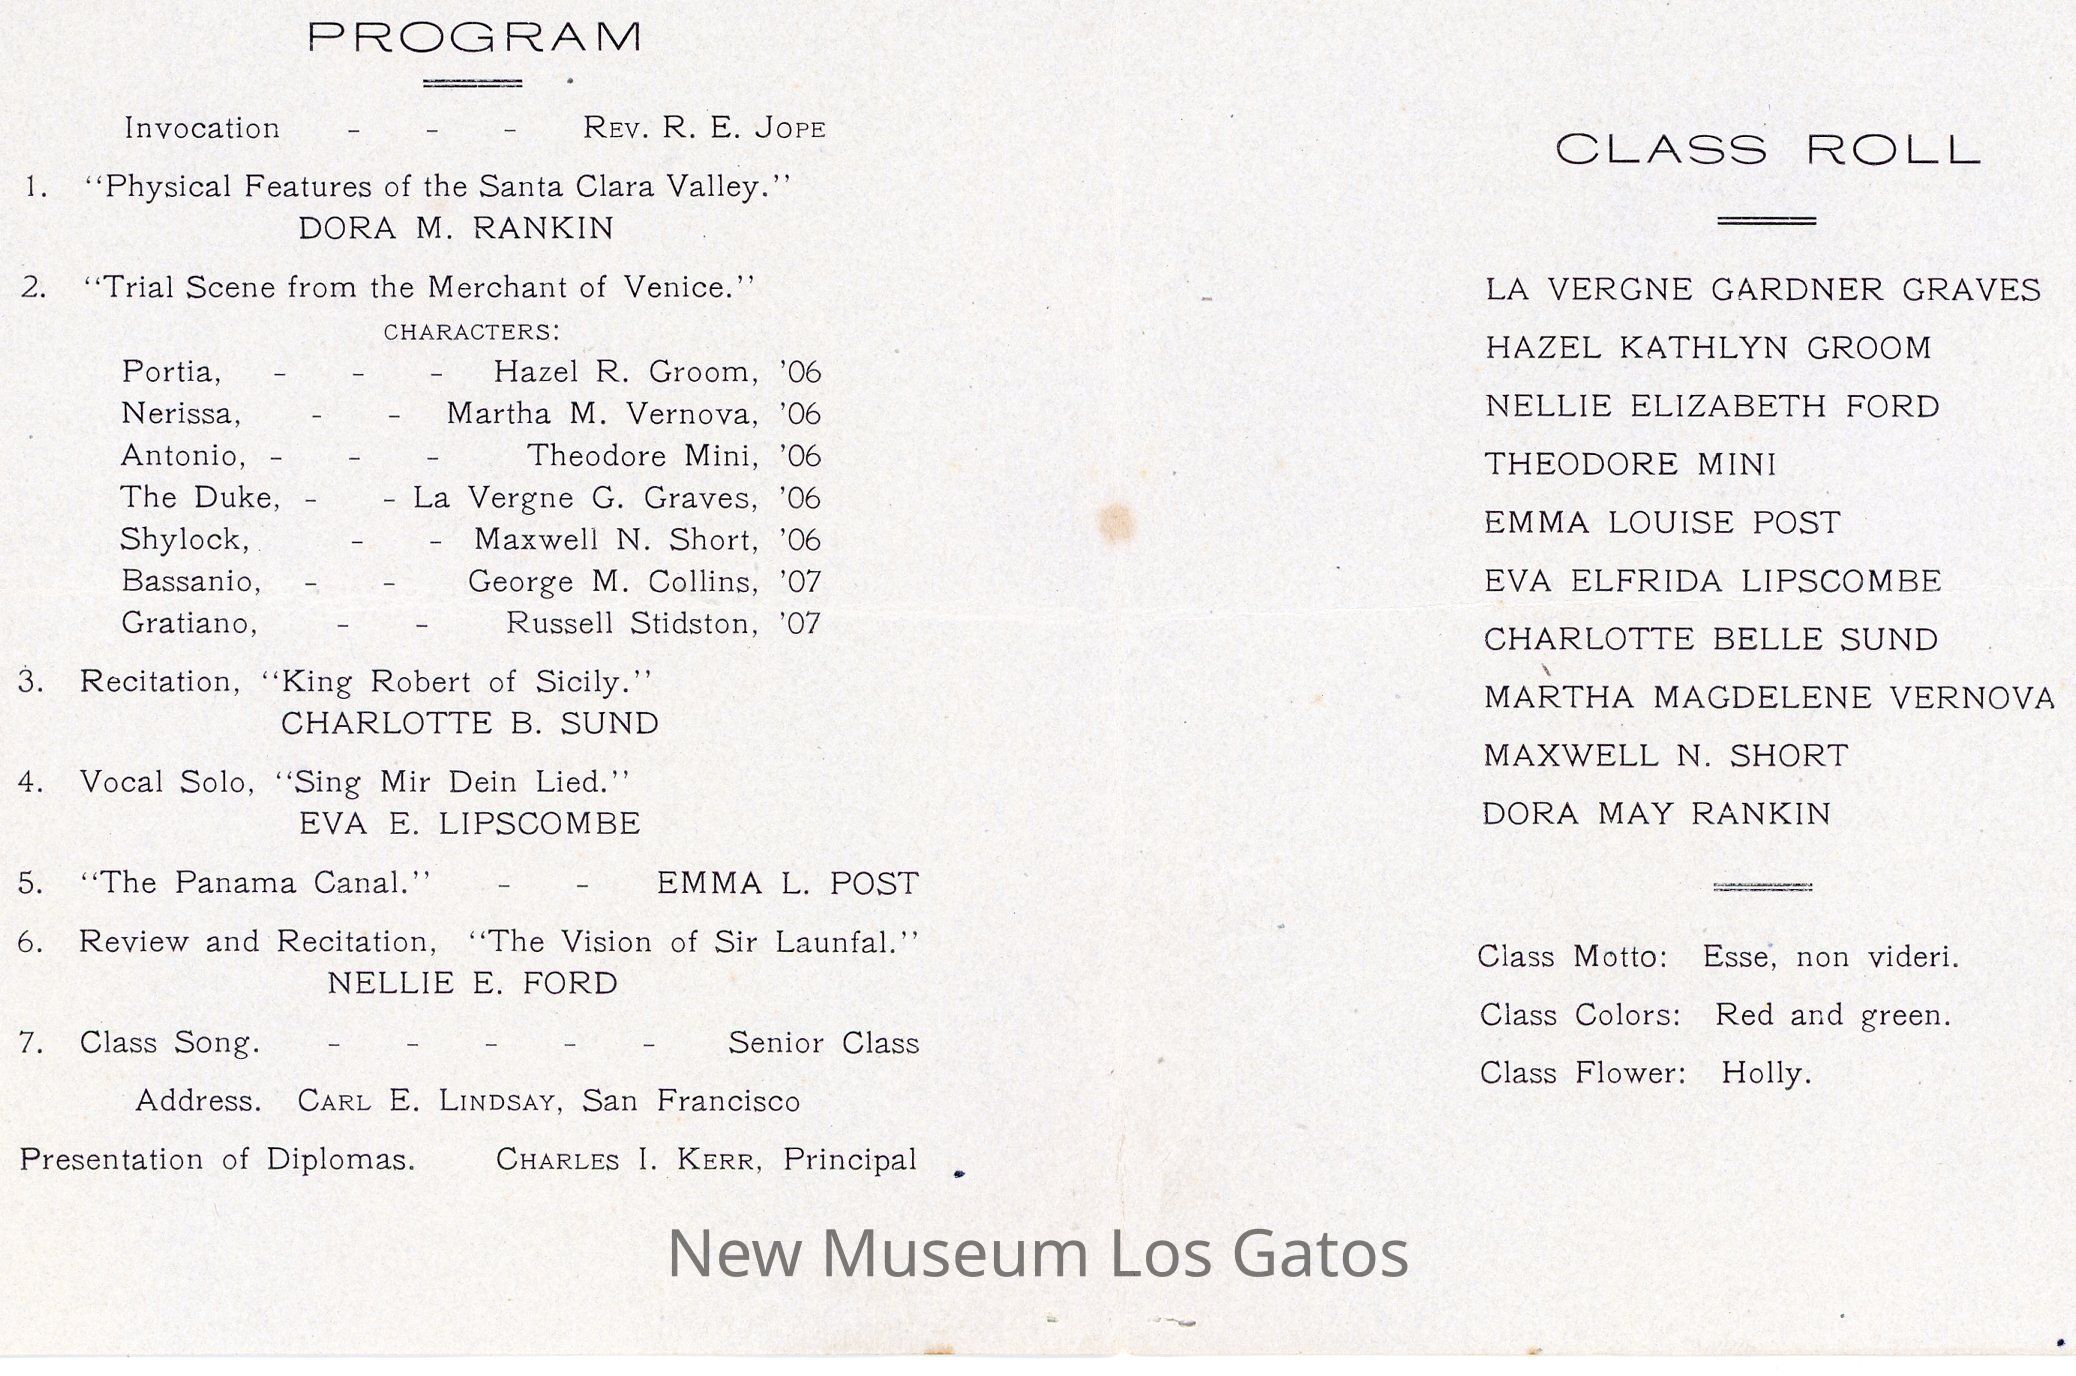 PROGRAM
Invocation - - - REV. R. E. JOPE
1. "Physical Features of the Santa Clara Valley."
DORA M. RANKIN
2. "Trial Scene from the Merchant of Venice."
CHARACTERS:
Portia, - - - Hazel R. Groom, '06
Nerissa, - - Martha M. Vernova, '06
Antonio, - - - Theodore Mini, '06
The Duke, - - La Vergne G. Graves, '06
Shylock, - - Maxwell N. Short, '06
Bassanio, - - George M. Collins, '07
Gratiano, - - Russell Stidston, '07
3. Recitation, "King Robert of Sicily."
CHARLOTTE B. SUND
4. Vocal Solo, "Sing Mir Dein Lied."
EVA E. LIPSCOMBE
5. "The Panama Canal." - - EMMA L. POST
6. Review and Recitation, "The Vision of Sir Launfal."
NELLIE E. FORD
7. Class Song. - - - - - Senior Class
Address. CARL E. LINDSAY, San Francisco
Presentation of Diplomas. CHARLES I. KERR, Principal
CLASS ROLL
LA VERGNE GARDNER GRAVES
HAZEL KATHLYN GROOM
NELLIE ELIZABETH FORD
THEODORE MINI
EMMA LOUISE POST
EVA ELFRIDA LIPSCOMBE
CHARLOTTE BELLE SUND
MARTHA MAGDELENE VERNOVA
MAXWELL N. SHORT
DORA MAY RANKIN
Class Motto: Esse, non videri.
Class Colors: Red and green.
Class Flower: Holly.
New Museum Los Gatos